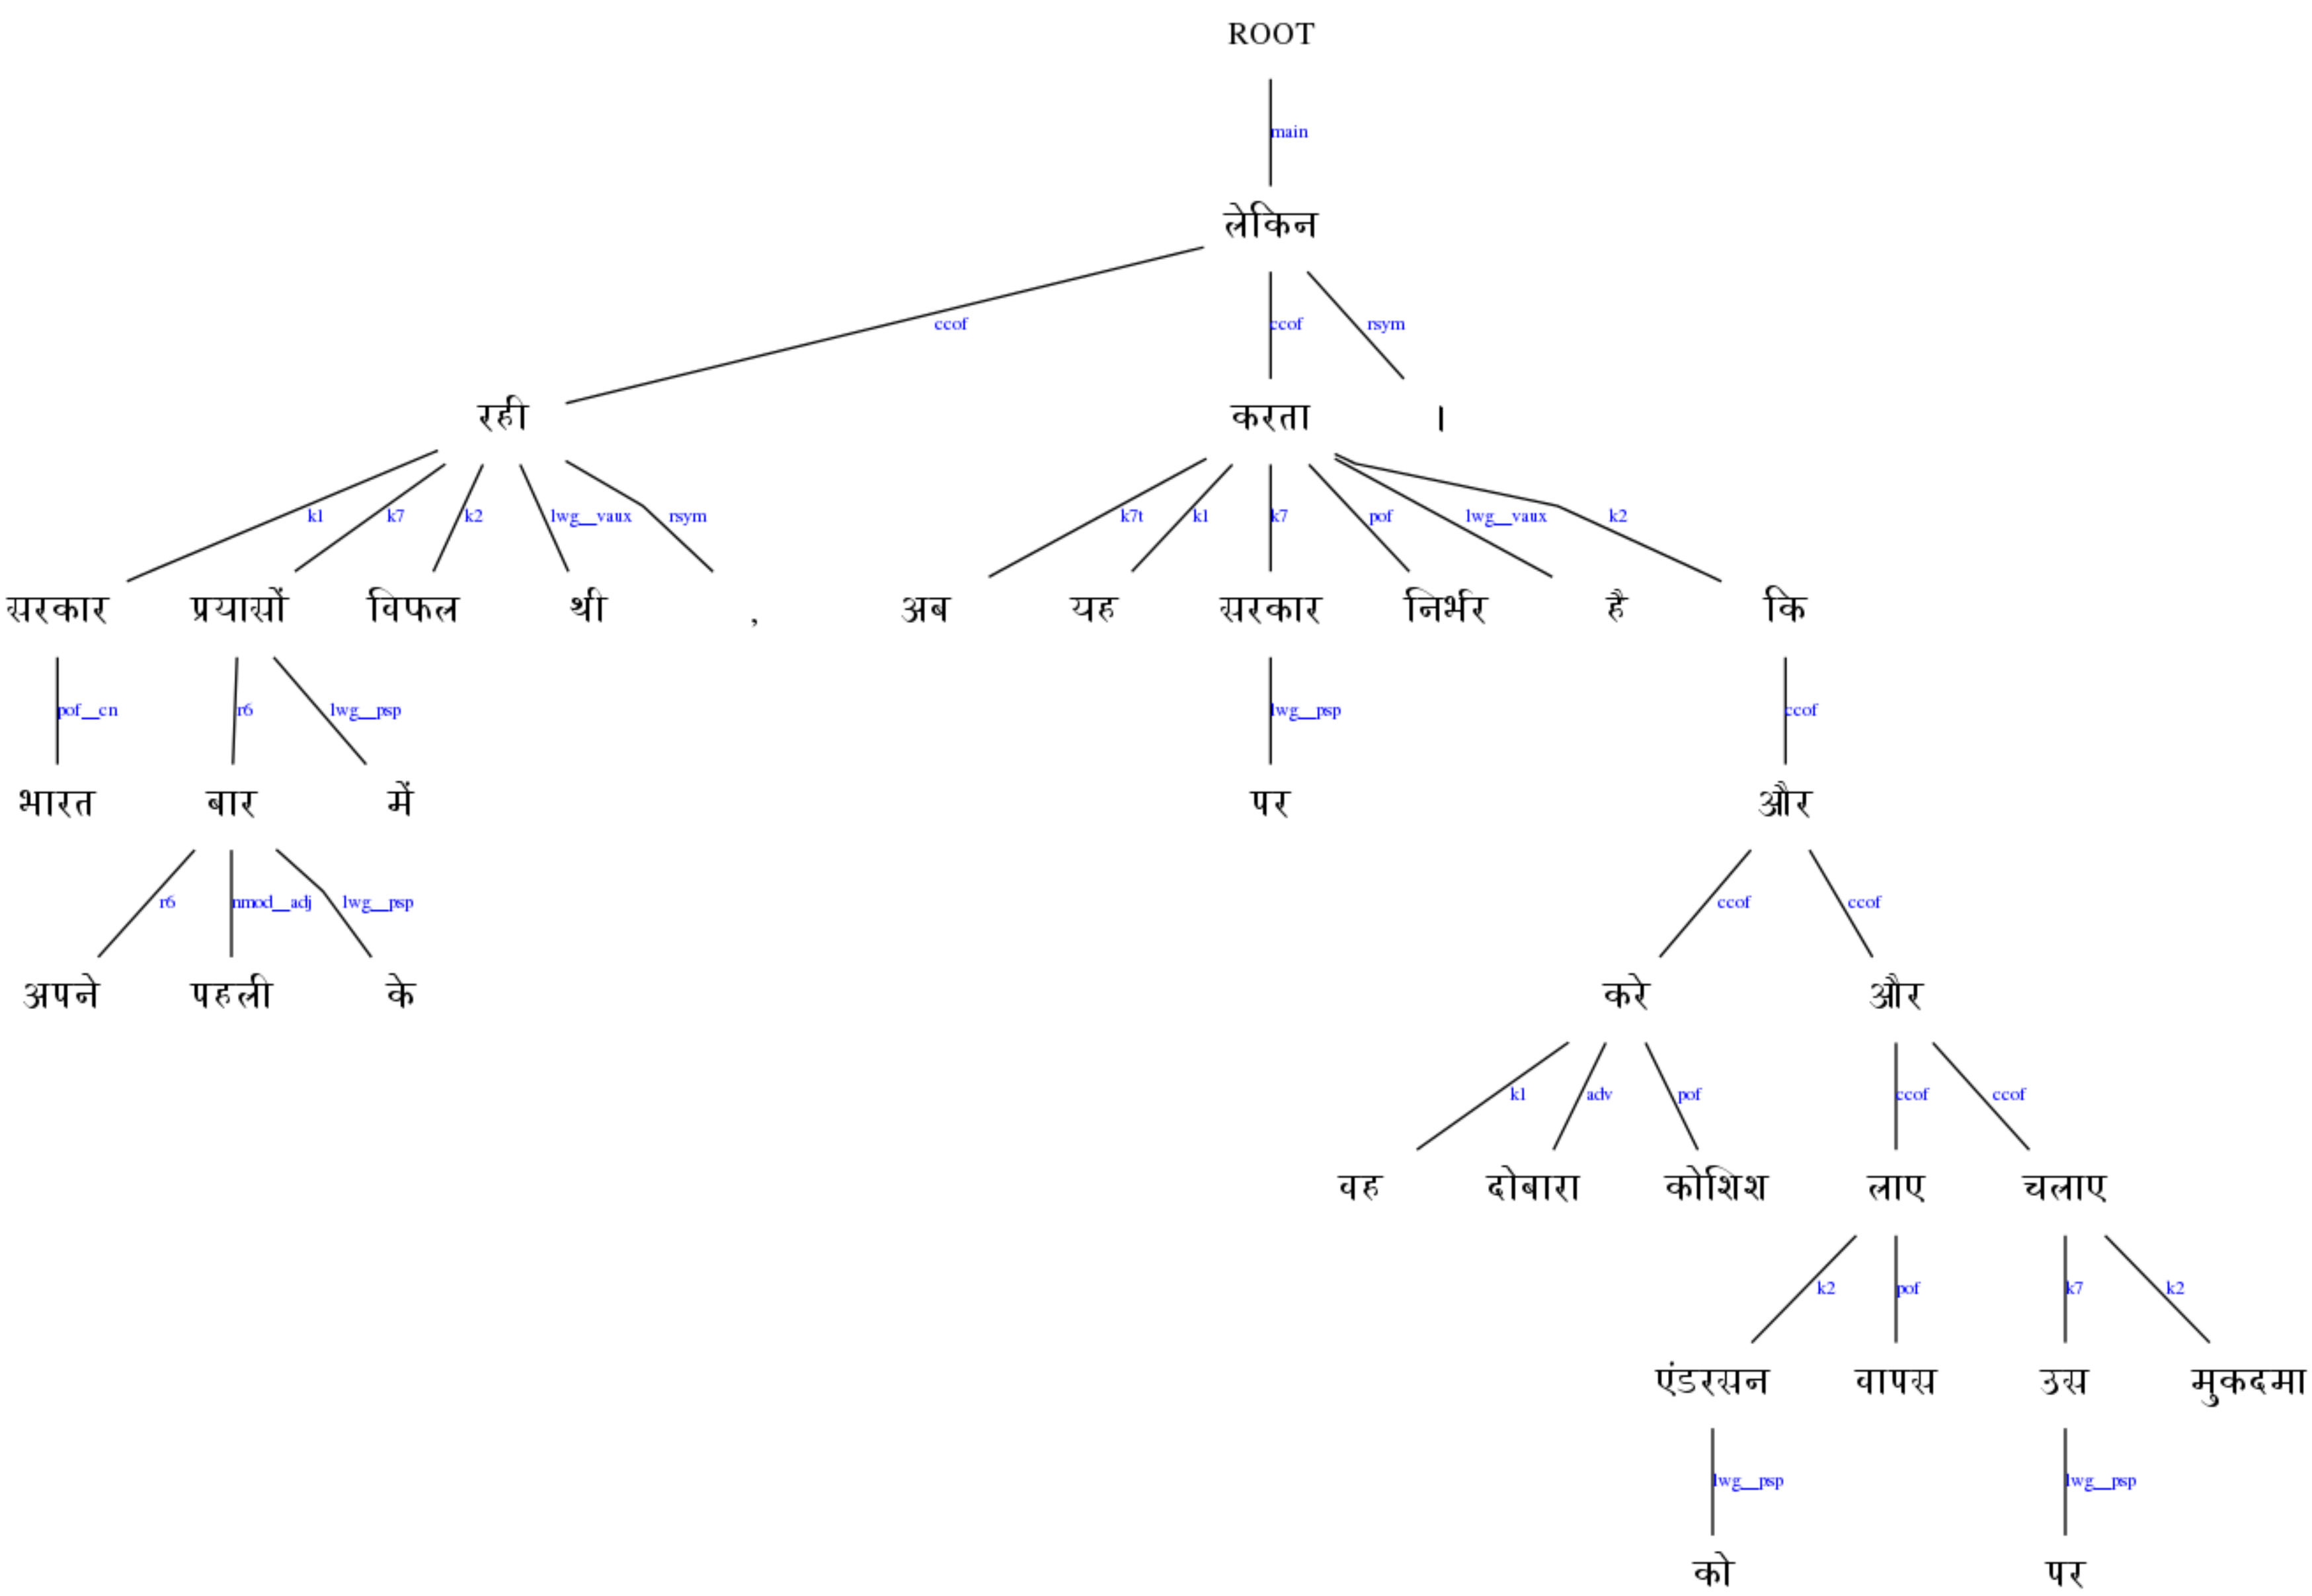 ROOT
main
लेकिन
ccof ccof rsym
रही करता ।
k1 k7 k2 lwg__vaux rsym k7t k1 k7 pof lwg__vaux k2
सरकार प्रयासों विफल थी , अब यह सरकार निर्भर है कि
pof__cn r6 lwg__psp lwg__psp ccof
भारत बार में पर और
r6 nmod__adj lwg__psp ccof ccof
अपने पहली के करे और
k1 adv pof ccof ccof
वह दोबारा कोशिश लाए चलाए
k2 pof k7 k2
एंडरसन वापस उस मुकदमा
lwg__psp lwg__psp
को पर